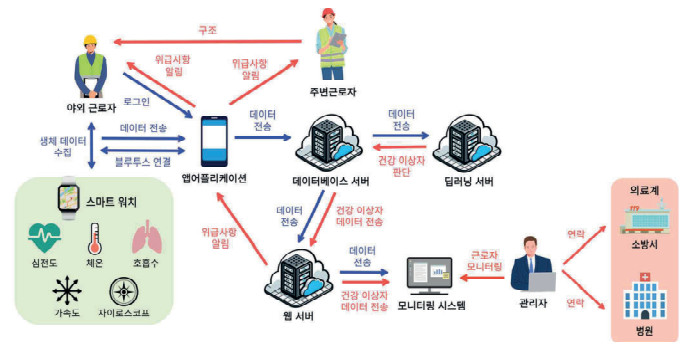 구조
위급사항
알림
위급사항
알림
주변근로자
야외 근로자
로그인
데이터
전송
데이터
전송
생체 데이터
수집
데이터 전송
블루투스 연결
건강 이상자
판단
앱어플리케이션
데이터베이스 서버
딥러닝 서버
스마트 워치
의료계
심전도
체온
호흡수
위급사항
알림
데이터
전송
건강 이상자
데이터 전송
연락
소방서
데이터
전송
근로자
모니터링
가속도
자이로스코프
웹 서버
건강 이상자
데이터 전송
모니터링 시스템
관리자
연락
병원